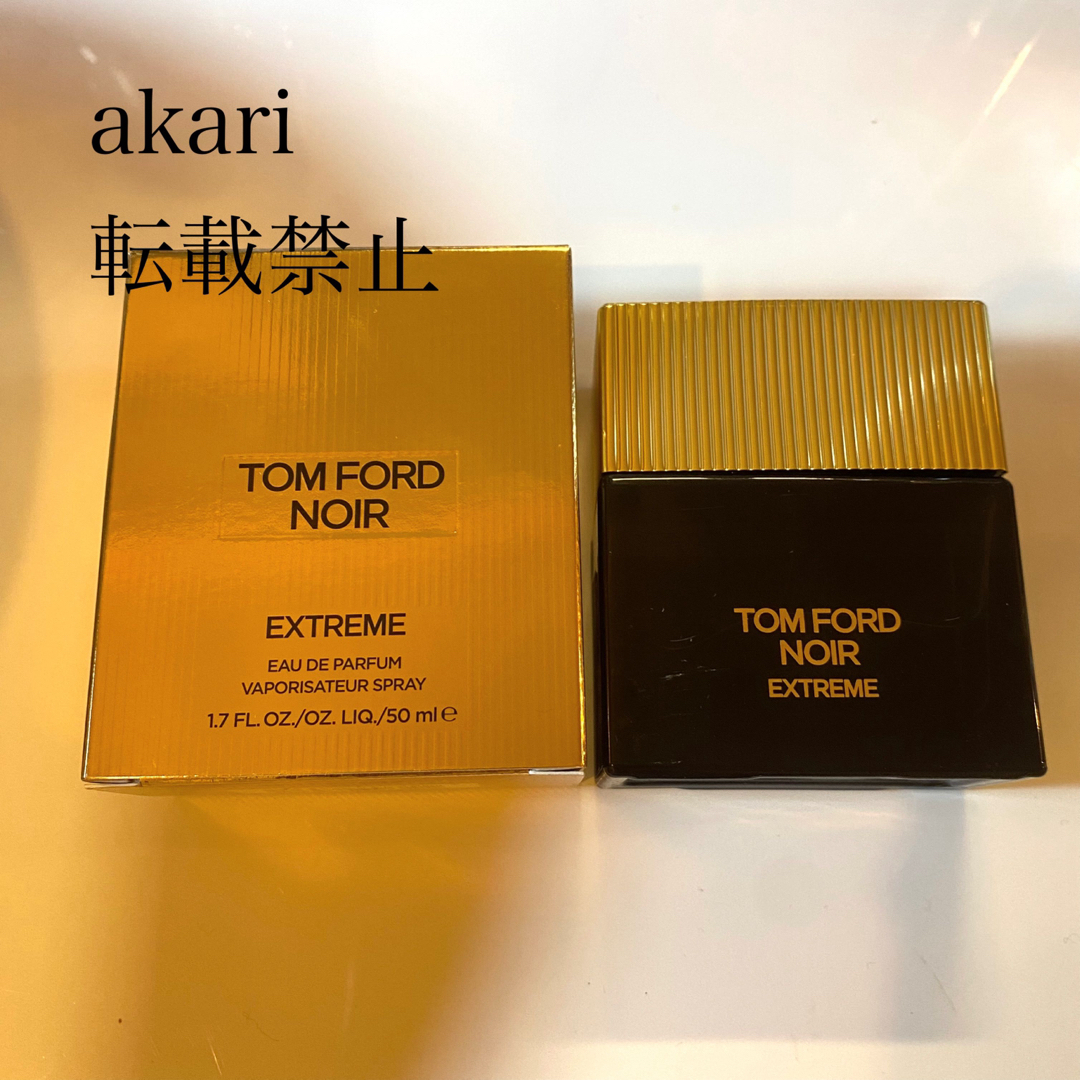 akari
転載禁止
TOM FORD
NOIR
EXTREME
EAU DE PARFUM
VAPORISATEUR SPRAY
1.7 FL. OZ./OZ. LIQ./50 ml ℮
TOM FORD
NOIR
EXTREME